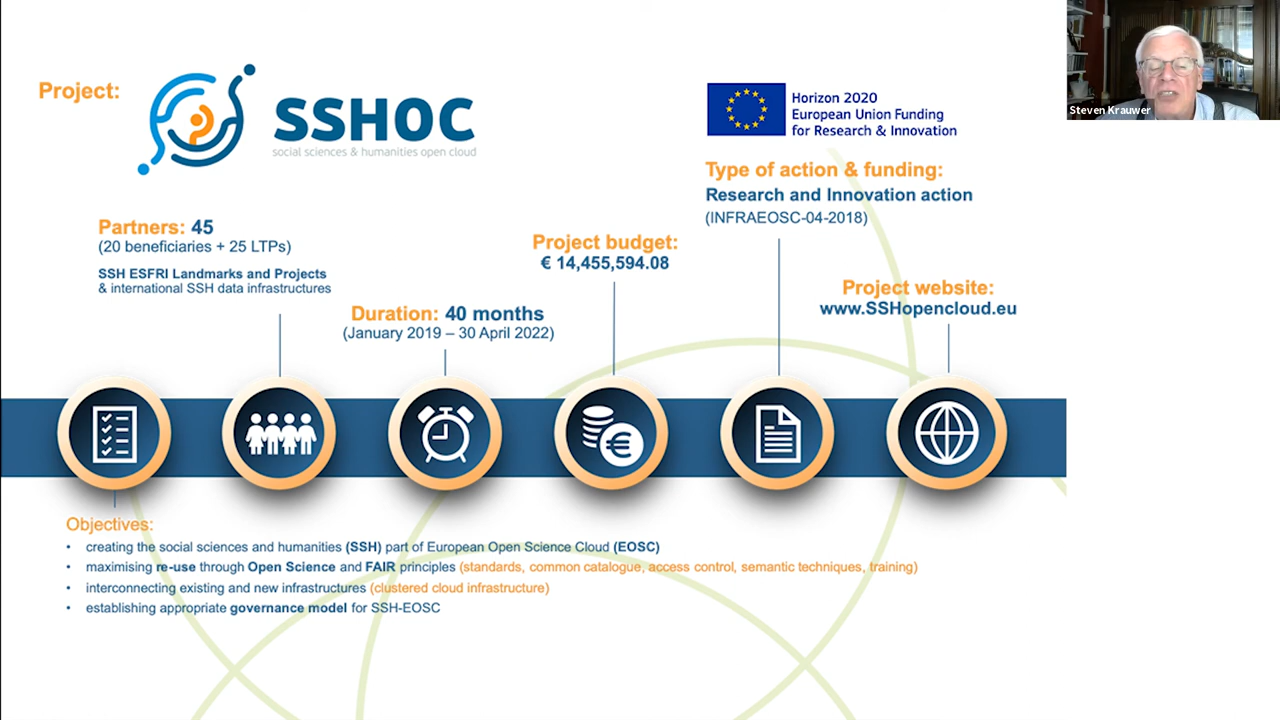 Project:
SSHOC
social sciences & humanities open cloud
Horizon 2020
European Union Funding
for Research & Innovation
Steven Krauwer
Type of action & funding:
Research and Innovation action
(INFRAEOSC-04-2018)
Partners: 45
(20 beneficiaries + 25 LTPs)
SSH ESFRI Landmarks and Projects
& international SSH data infrastructures
Project budget:
€ 14,455,594.08
Duration: 40 months
(January 2019 – 30 April 2022)
Project website:
www.SSHopencloud.eu
Objectives:
• creating the social sciences and humanities (SSH) part of European Open Science Cloud (EOSC)
• maximising re-use through Open Science and FAIR principles (standards, common catalogue, access control, semantic techniques, training)
• interconnecting existing and new infrastructures (clustered cloud infrastructure)
• establishing appropriate governance model for SSH-EOSC